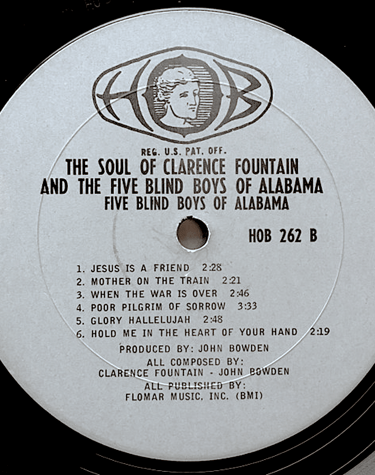 HOB
REG. U.S. PAT. OFF.
THE SOUL OF CLARENCE FOUNTAIN
AND THE FIVE BLIND BOYS OF ALABAMA
FIVE BLIND BOYS OF ALABAMA
HOB 262 B
1. JESUS IS A FRIEND 2:28
2. MOTHER ON THE TRAIN 2:21
3. WHEN THE WAR IS OVER 2:46
4. POOR PILGRIM OF SORROW 3:33
5. GLORY HALLELUJAH 2:48
6. HOLD ME IN THE HEART OF YOUR HAND 2:19
PRODUCED BY: JOHN BOWDEN
ALL COMPOSED BY:
CLARENCE FOUNTAIN - JOHN BOWDEN
ALL PUBLISHED BY:
FLOMAR MUSIC, INC. (BMI)